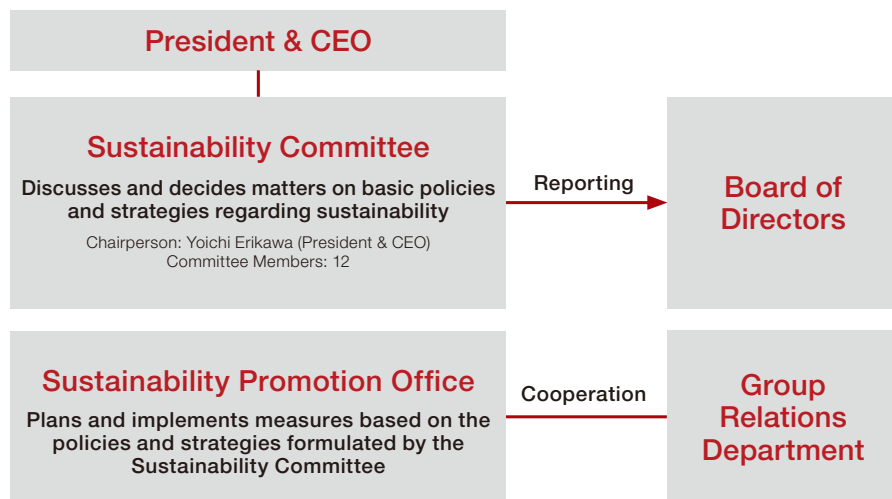 President & CEO
Sustainability Committee
Discusses and decides matters on basic policies
and strategies regarding sustainability
Chairperson: Yoichi Erikawa (President & CEO)
Committee Members: 12
Reporting
Board of
Directors
Sustainability Promotion Office
Plans and implements measures based on the
policies and strategies formulated by the
Sustainability Committee
Cooperation
Group
Relations
Department